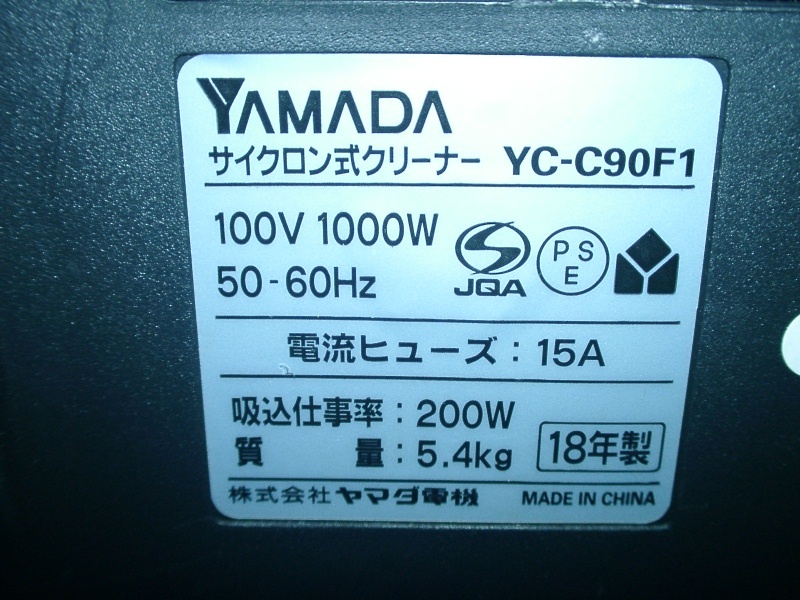 YAMADA
サイクロン式クリーナー YC-C90F1
100V 1000W
50-60Hz
JQA
PS
E
電流ヒューズ：15A
吸込仕事率：200W
質量：5.4kg
18年製
株式会社 ヤマダ電機 MADE IN CHINA